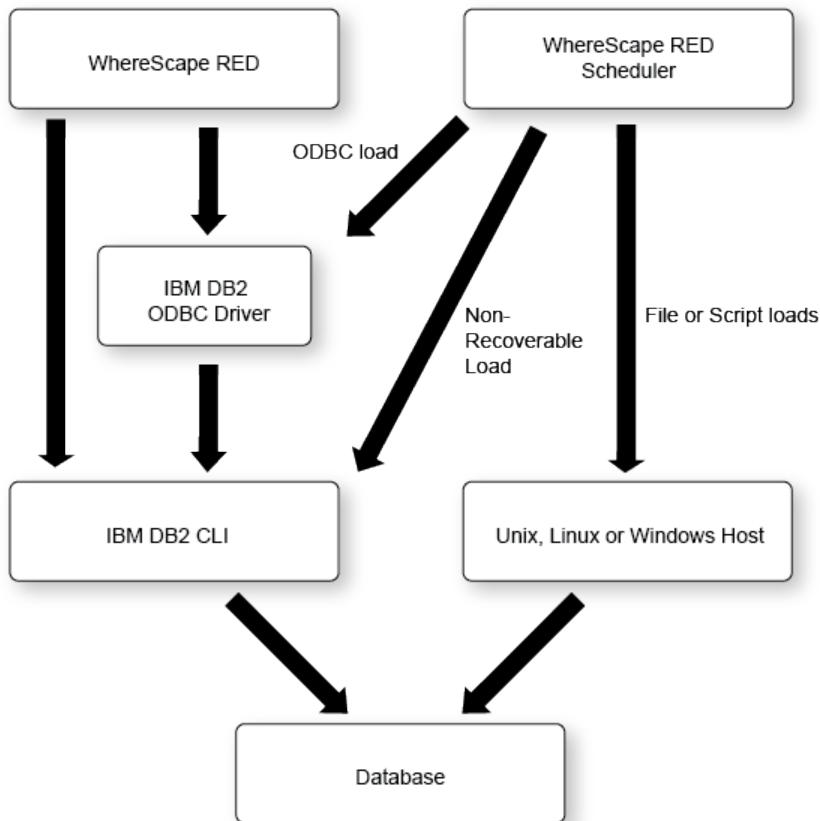 WhereScape RED
WhereScape RED
Scheduler
ODBC load
IBM DB2
ODBC Driver
Non-
Recoverable
Load
File or Script loads
IBM DB2 CLI
Unix, Linux or Windows Host
Database